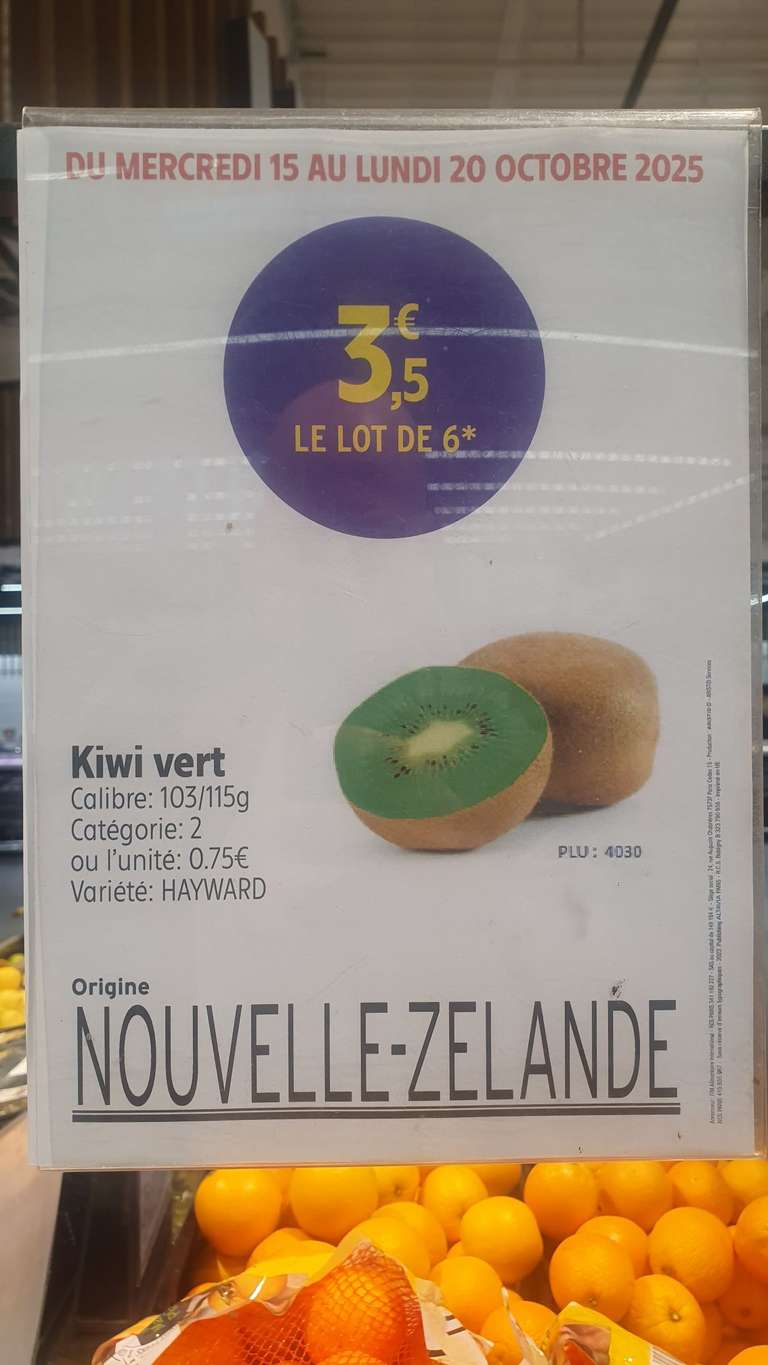 DU MERCREDI 15 AU LUNDI 20 OCTOBRE 2025
3€,5
LE LOT DE 6*
Kiwi vert
Calibre: 103/115g
Catégorie: 2
ou l'unité: 0.75€
Variété: HAYWARD
PLU : 4030
Origine
NOUVELLE-ZELANDE